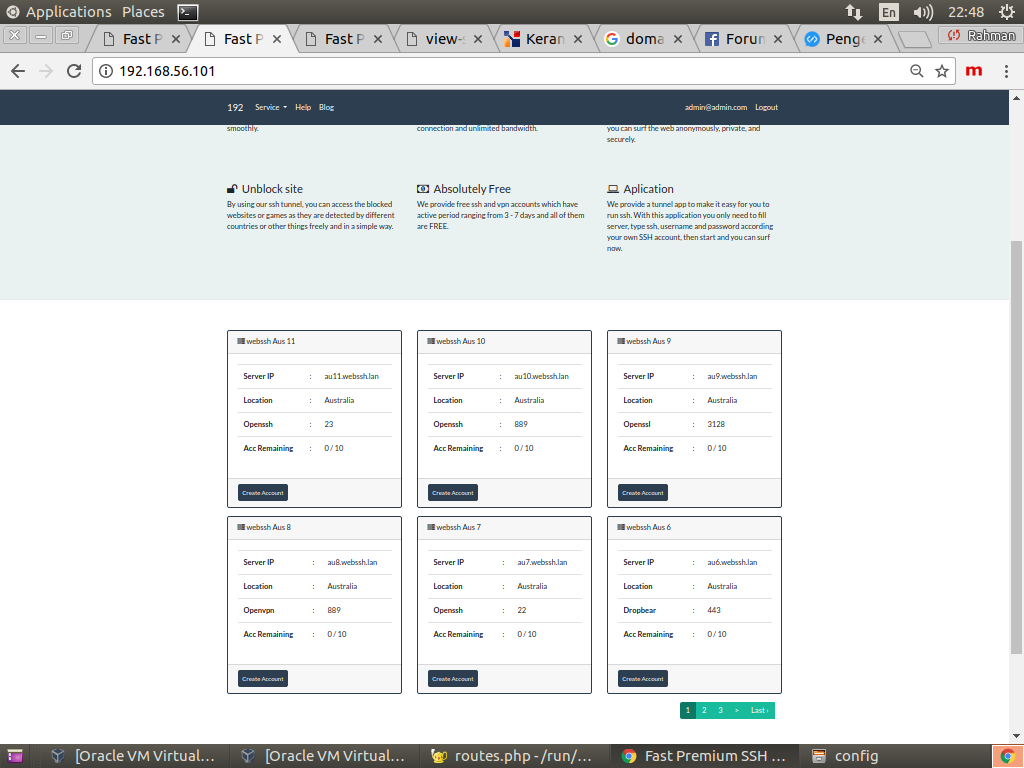 Applications Places En 22:48
Fast P Fast P Fast P view-s Keran doma Forun Penge Rahman
192.168.56.101 m
192 Service Help Blog admin@admin.com Logout
smoothly.
connection and unlimited bandwidth.
you can surf the web anonymously, private, and
securely.
Unblock site
By using our ssh tunnel, you can access the blocked
websites or games as they are detected by different
countries or other things freely and in a simple way.
Absolutely Free
We provide free ssh and vpn accounts which have
active period ranging from 3 - 7 days and all of them
are FREE.
Aplication
We provide a tunnel app to make it easy for you to
run ssh. With this application you only need to fill
server, type ssh, username and password according
your own SSH account, then start and you can surf
now.
webssh Aus 11
Server IP : au11.webssh.lan
Location : Australia
Openssh : 23
Acc Remaining : 0 / 10
Create Account
webssh Aus 10
Server IP : au10.webssh.lan
Location : Australia
Openssh : 889
Acc Remaining : 0 / 10
Create Account
webssh Aus 9
Server IP : au9.webssh.lan
Location : Australia
Openssl : 3128
Acc Remaining : 0 / 10
Create Account
webssh Aus 8
Server IP : au8.webssh.lan
Location : Australia
Openvpn : 889
Acc Remaining : 0 / 10
Create Account
webssh Aus 7
Server IP : au7.webssh.lan
Location : Australia
Openssh : 22
Acc Remaining : 0 / 10
Create Account
webssh Aus 6
Server IP : au6.webssh.lan
Location : Australia
Dropbear : 443
Acc Remaining : 0 / 10
Create Account
1 2 3 > Last ›
[Oracle VM Virtual... [Oracle VM Virtual... routes.php - /run/... Fast Premium SSH ... config